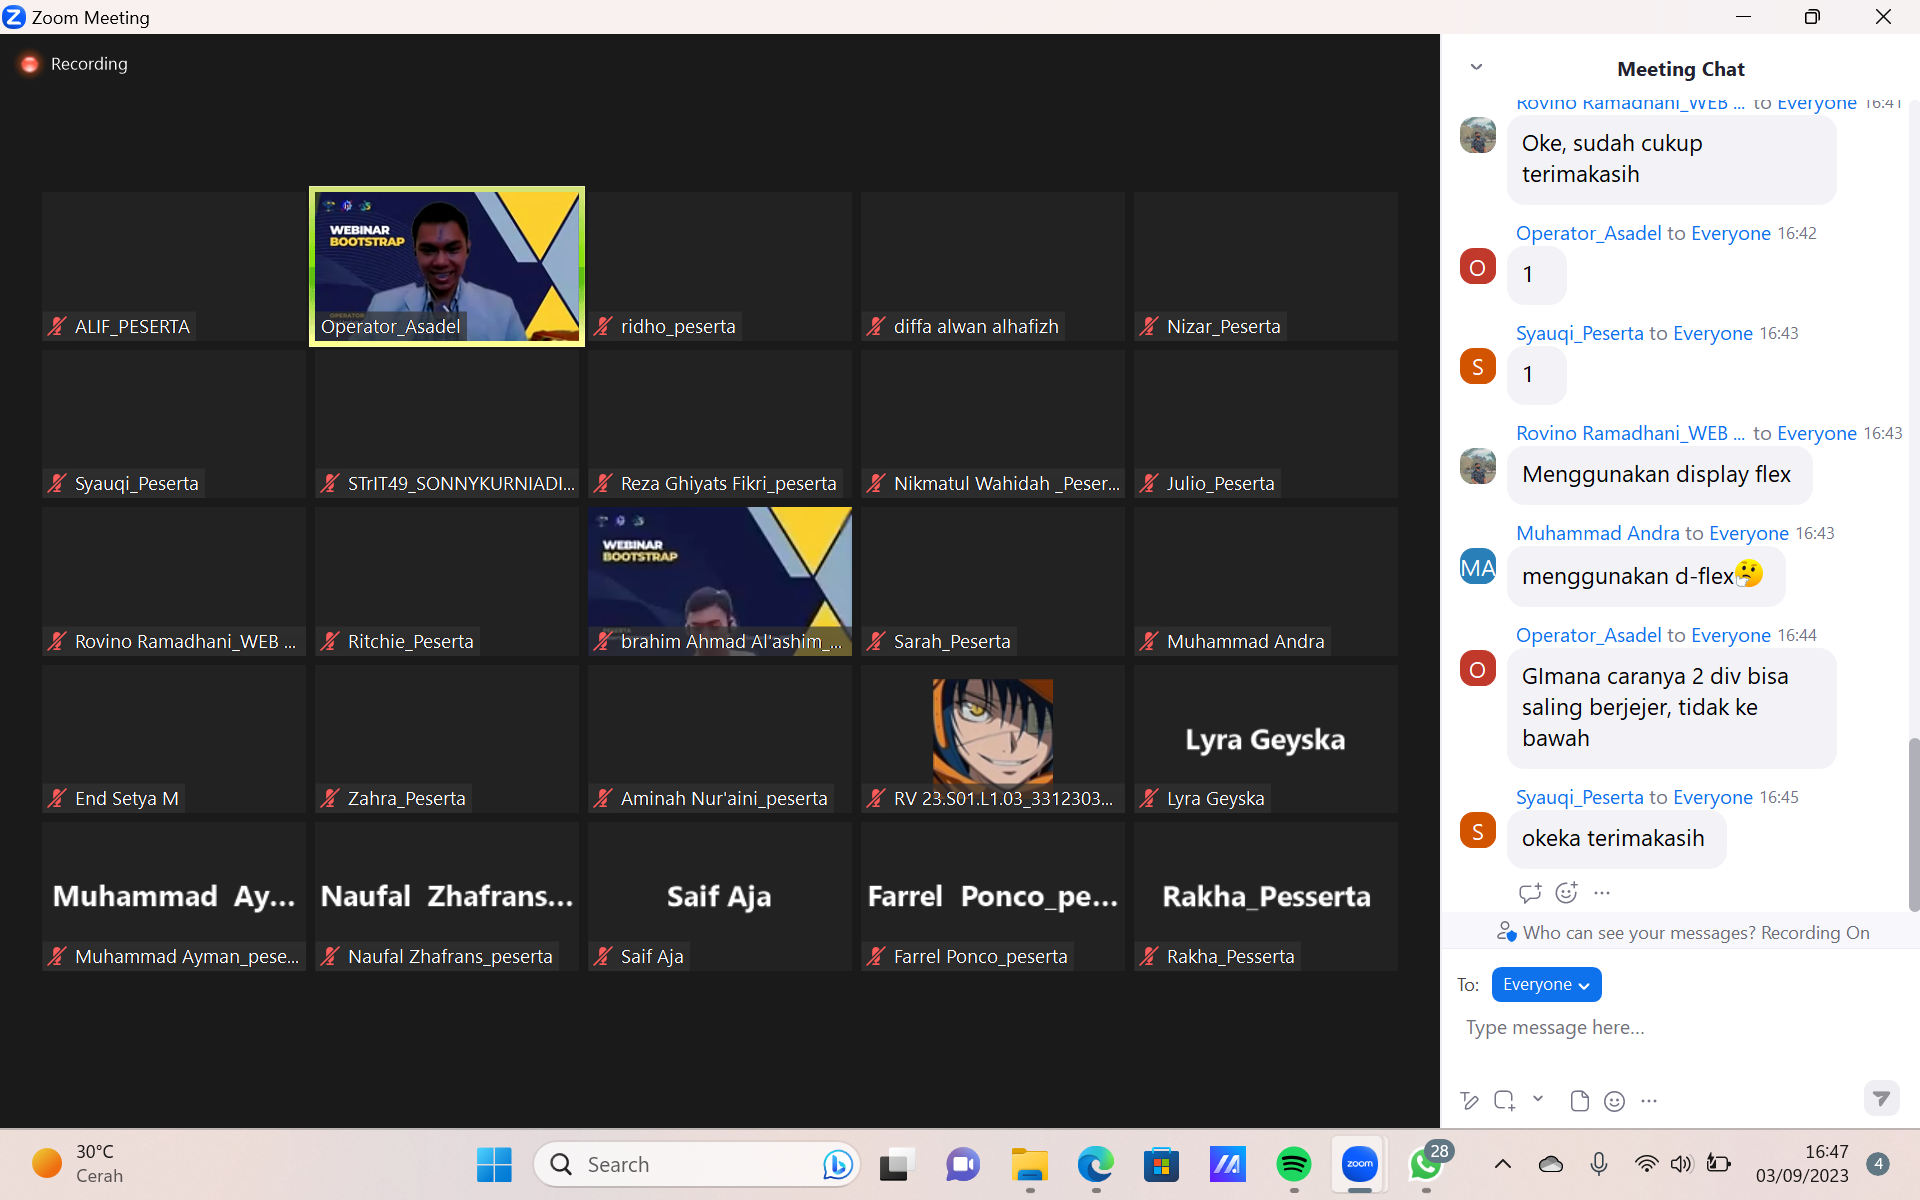 Zoom Meeting
Recording
WEBINAR
BOOTSTRAP
ALIF_PESERTA
Operator_Asadel
ridho_peserta
diffa alwan alhafizh
Nizar_Peserta
Syauqi_Peserta
STrIT49_SONNYKURNIADI...
Reza Ghiyats Fikri_peserta
Nikmatul Wahidah _Peser...
Julio_Peserta
WEBINAR
BOOTSTRAP
Rovino Ramadhani_WEB ...
Ritchie_Peserta
brahim Ahmad Al'ashim_...
Sarah_Peserta
Muhammad Andra
Lyra Geyska
End Setya M
Zahra_Peserta
Aminah Nur'aini_peserta
RV 23.S01.L1.03_3312303...
Lyra Geyska
Muhammad Ay...
Naufal Zhafrans...
Saif Aja
Farrel Ponco_pe...
Rakha_Pesserta
Muhammad Ayman_pese...
Naufal Zhafrans_peserta
Saif Aja
Farrel Ponco_peserta
Rakha_Pesserta
Meeting Chat
Rovino Ramadhani_WEB ... to Everyone 16:41
Oke, sudah cukup
terimakasih
Operator_Asadel to Everyone 16:42
O
1
Syauqi_Peserta to Everyone 16:43
S
1
Rovino Ramadhani_WEB ... to Everyone 16:43
Menggunakan display flex
Muhammad Andra to Everyone 16:43
MA
menggunakan d-flex🤔
Operator_Asadel to Everyone 16:44
O
GImana caranya 2 div bisa
saling berjejer, tidak ke
bawah
Syauqi_Peserta to Everyone 16:45
S
okeka terimakasih
Who can see your messages? Recording On
To: Everyone
Type message here...
30°C
Cerah
Search
zoom
28
16:47
03/09/2023
4